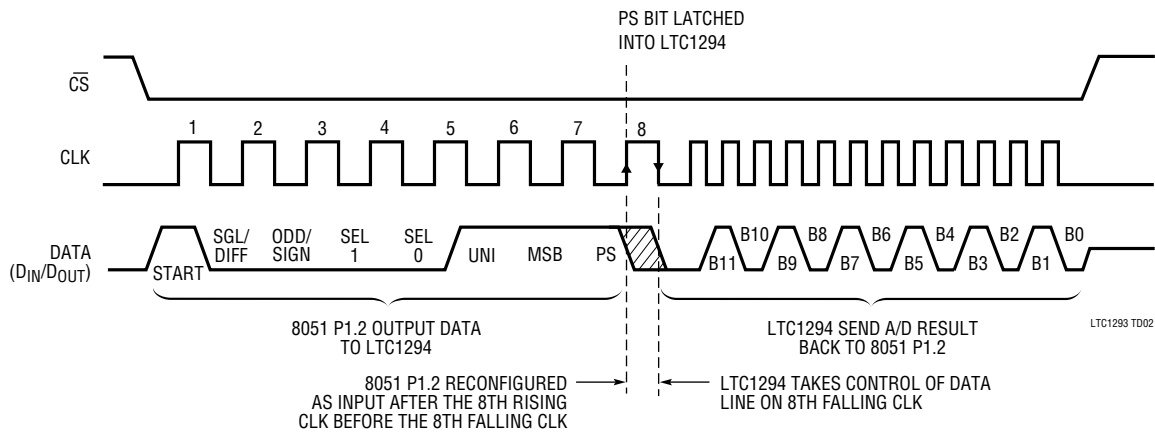 PS BIT LATCHED
INTO LTC1294
CS
1 2 3 4 5 6 7 8
CLK
DATA
(DIN/DOUT)
START
SGL/
DIFF
ODD/
SIGN
SEL
1
SEL
0
UNI
MSB
PS
B11
B10
B9
B8
B7
B6
B5
B4
B3
B2
B1
B0
8051 P1.2 OUTPUT DATA
TO LTC1294
LTC1294 SEND A/D RESULT
BACK TO 8051 P1.2
LTC1293 TD02
8051 P1.2 RECONFIGURED
AS INPUT AFTER THE 8TH RISING
CLK BEFORE THE 8TH FALLING CLK
LTC1294 TAKES CONTROL OF DATA
LINE ON 8TH FALLING CLK